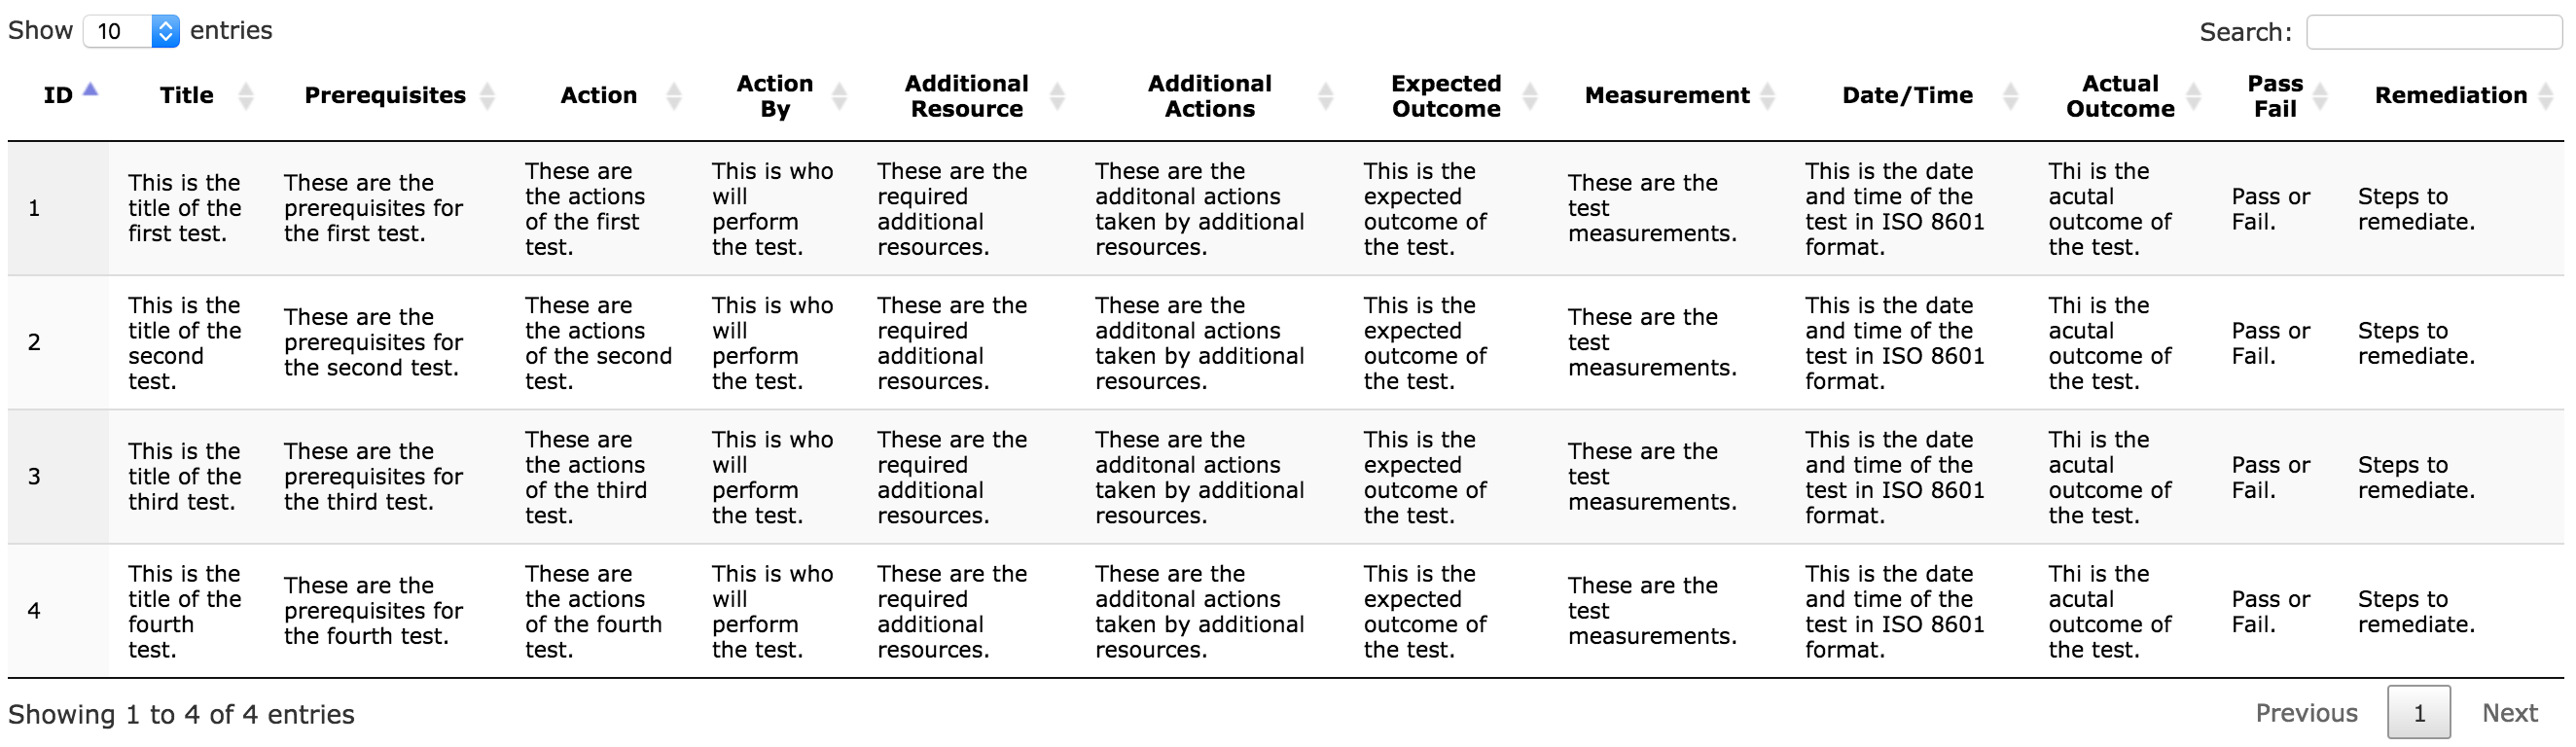 Show 10 entries
Search:
ID
Title
Prerequisites
Action
Action
By
Additional
Resource
Additional
Actions
Expected
Outcome
Measurement
Date/Time
Actual
Outcome
Pass
Fail
Remediation
1
This is the
title of the
first test.
These are the
prerequisites for
the first test.
These are
the actions
of the first
test.
This is who
will
perform
the test.
These are the
required
additional
resources.
These are the
additonal actions
taken by additional
resources.
This is the
expected
outcome of
the test.
These are the
test
measurements.
This is the date
and time of the
test in ISO 8601
format.
Thi is the
acutal
outcome of
the test.
Pass or
Fail.
Steps to
remediate.
2
This is the
title of the
second
test.
These are the
prerequisites for
the second test.
These are
the actions
of the second
test.
This is who
will
perform
the test.
These are the
required
additional
resources.
These are the
additonal actions
taken by additional
resources.
This is the
expected
outcome of
the test.
These are the
test
measurements.
This is the date
and time of the
test in ISO 8601
format.
Thi is the
acutal
outcome of
the test.
Pass or
Fail.
Steps to
remediate.
3
This is the
title of the
third test.
These are the
prerequisites for
the third test.
These are
the actions
of the third
test.
This is who
will
perform
the test.
These are the
required
additional
resources.
These are the
additonal actions
taken by additional
resources.
This is the
expected
outcome of
the test.
These are the
test
measurements.
This is the date
and time of the
test in ISO 8601
format.
Thi is the
acutal
outcome of
the test.
Pass or
Fail.
Steps to
remediate.
4
This is the
title of the
fourth
test.
These are the
prerequisites for
the fourth test.
These are
the actions
of the fourth
test.
This is who
will
perform
the test.
These are the
required
additional
resources.
These are the
additonal actions
taken by additional
resources.
This is the
expected
outcome of
the test.
These are the
test
measurements.
This is the date
and time of the
test in ISO 8601
format.
Thi is the
acutal
outcome of
the test.
Pass or
Fail.
Steps to
remediate.
Showing 1 to 4 of 4 entries
Previous 1 Next